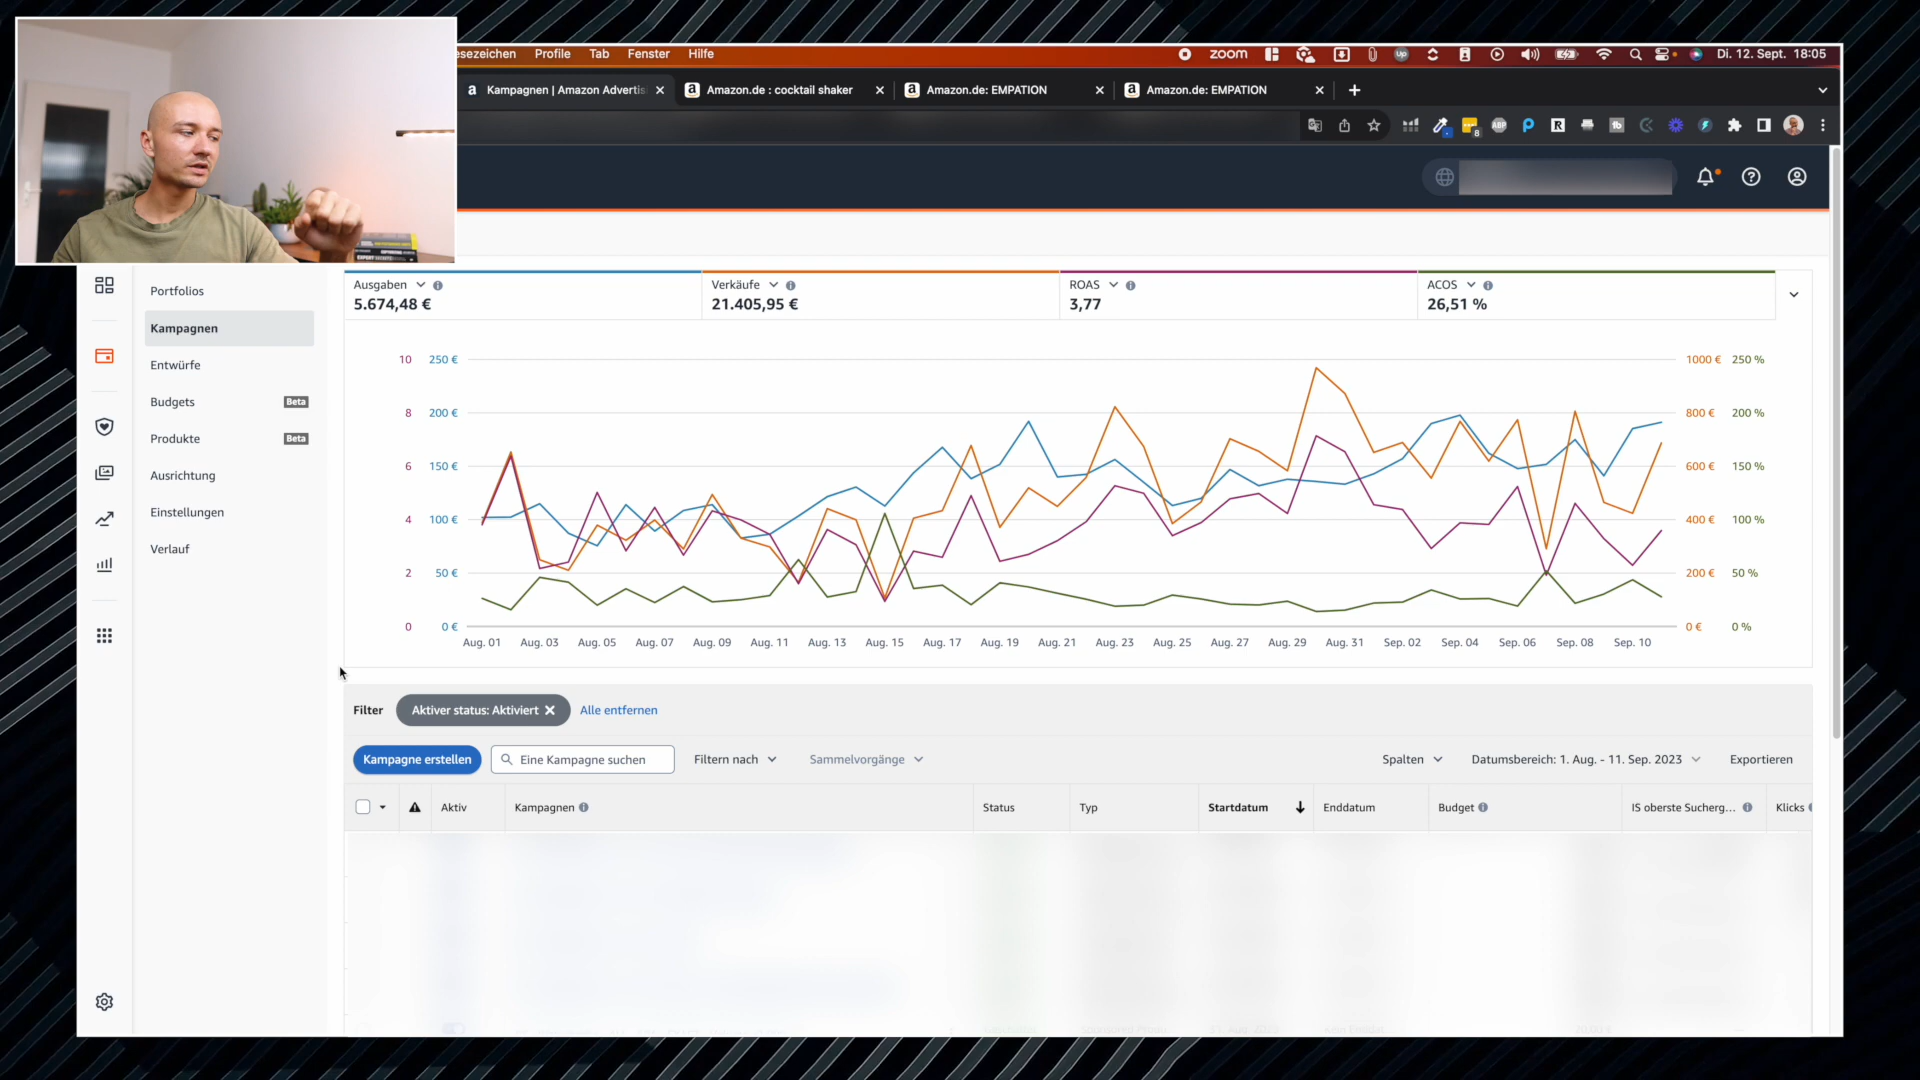 esezeichen Profile Tab Fenster Hilfe
zoom Di. 12. Sept. 18:05
Kampagnen | Amazon Advertis
Amazon.de : cocktail shaker
Amazon.de: EMPATION
Amazon.de: EMPATION
Portfolios
Kampagnen
Entwürfe
Budgets Beta
Produkte Beta
Ausrichtung
Einstellungen
Verlauf
Ausgaben
5.674,48 €
Verkäufe
21.405,95 €
ROAS
3,77
ACOS
26,51 %
10 250 € 1000 € 250 %
8 200 € 800 € 200 %
6 150 € 600 € 150 %
4 100 € 400 € 100 %
2 50 € 200 € 50 %
0 0 € 0 € 0 %
Aug. 01 Aug. 03 Aug. 05 Aug. 07 Aug. 09 Aug. 11 Aug. 13 Aug. 15 Aug. 17 Aug. 19 Aug. 21 Aug. 23 Aug. 25 Aug. 27 Aug. 29 Aug. 31 Sep. 02 Sep. 04 Sep. 06 Sep. 08 Sep. 10
Filter Aktiver status: Aktiviert Alle entfernen
Kampagne erstellen Eine Kampagne suchen Filtern nach Sammelvorgänge Spalten Datumsbereich: 1. Aug. - 11. Sep. 2023 Exportieren
Aktiv Kampagnen Status Typ Startdatum Enddatum Budget IS oberste Sucherg... Klicks